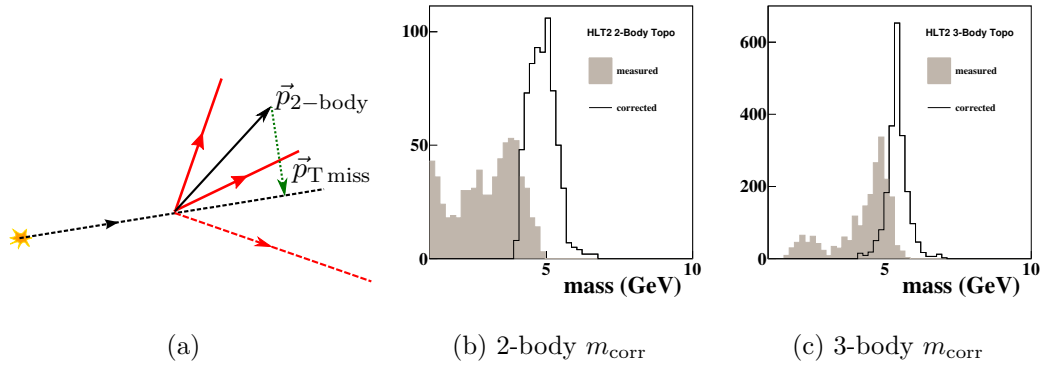 p⃗2−body
p⃗T miss
(a)
HLT2 2-Body Topo
measured
corrected
100
50
0
5
10
mass (GeV)
(b) 2-body mcorr
HLT2 3-Body Topo
measured
corrected
600
400
200
0
5
10
mass (GeV)
(c) 3-body mcorr